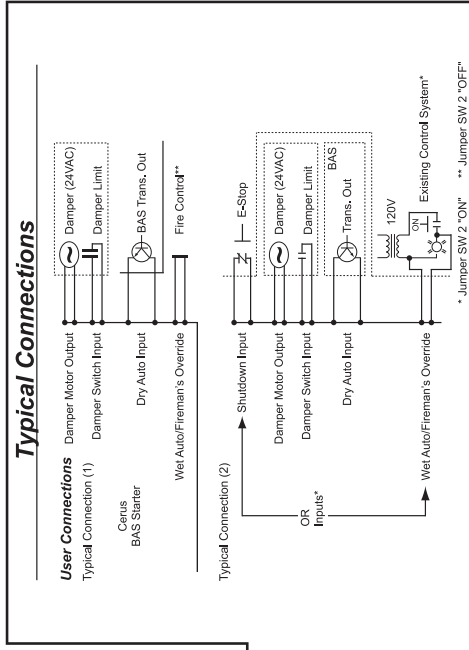 Typical Connections
User Connections
Typical Connection (1)
Cerus
BAS Starter
Damper Motor Output
Damper Switch Input
Dry Auto Input
Wet Auto/Fireman's Override
Damper (24VAC)
Damper Limit
BAS Trans. Out
Fire Control**
Typical Connection (2)
OR
Inputs*
Shutdown Input
Damper Motor Output
Damper Switch Input
Dry Auto Input
Wet Auto/Fireman's Override
E-Stop
Damper (24VAC)
Damper Limit
BAS
Trans. Out
120V
ON
Existing Control System*
* Jumper SW 2 "ON" ** Jumper SW 2 "OFF"